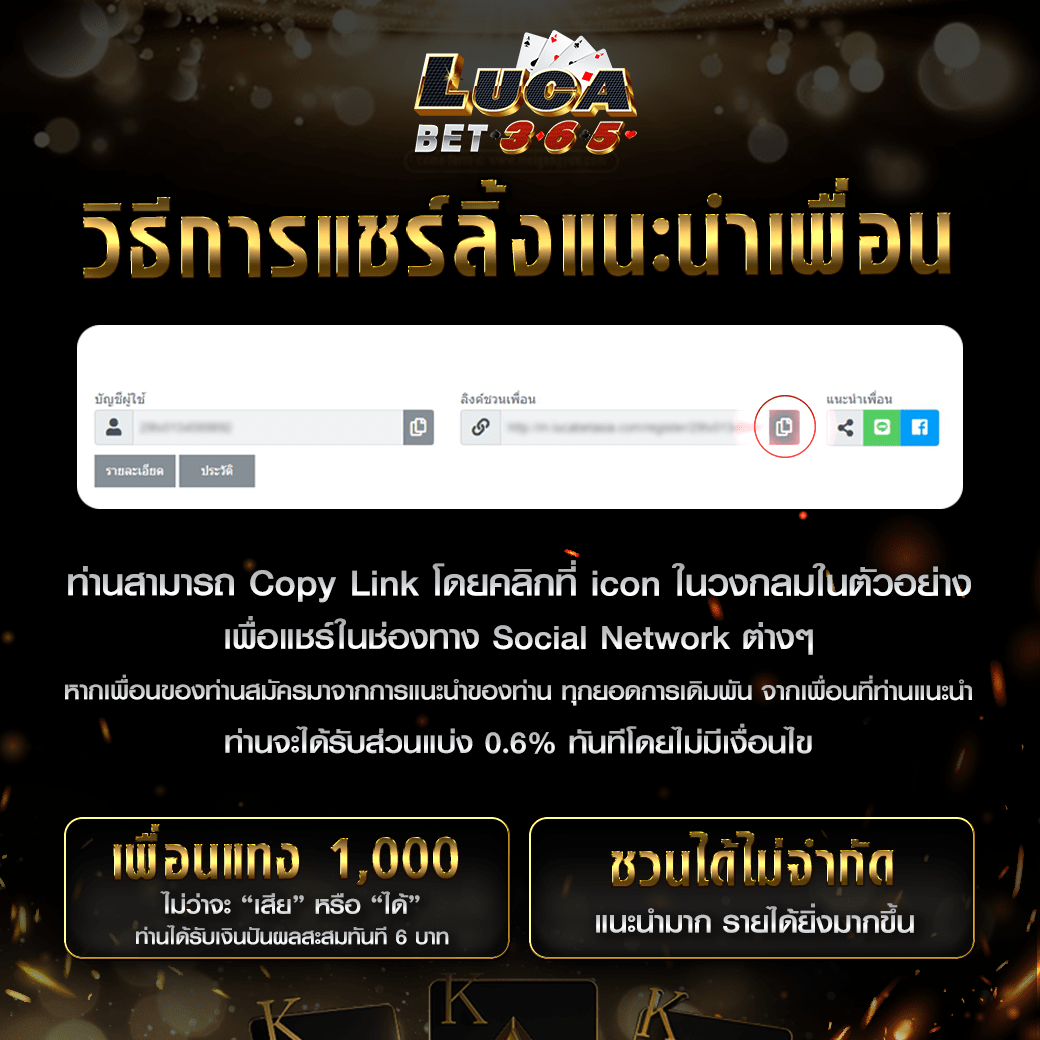 LUCA
BET 365
วิธีการแชร์ลิ้งแนะนำเพื่อน
บัญชีผู้ใช้
ลิงค์ชวนเพื่อน
แนะนำเพื่อน
รายละเอียด
ประวัติ
ท่านสามารถ Copy Link โดยคลิกที่ icon ในวงกลมในตัวอย่าง
เพื่อแชร์ในช่องทาง Social Network ต่างๆ
หากเพื่อนของท่านสมัครมาจากการแนะนำของท่าน ทุกยอดการเดิมพัน จากเพื่อนที่ท่านแนะนำ
ท่านจะได้รับส่วนแบ่ง 0.6% ทันทีโดยไม่มีเงื่อนไข
เพื่อนแทง 1,000
ไม่ว่าจะ “เสีย” หรือ “ได้”
ท่านได้รับเงินปันผลสะสมทันที 6 บาท
ชวนได้ไม่จำกัด
แนะนำมาก รายได้ยิ่งมากขึ้น
K
K
K